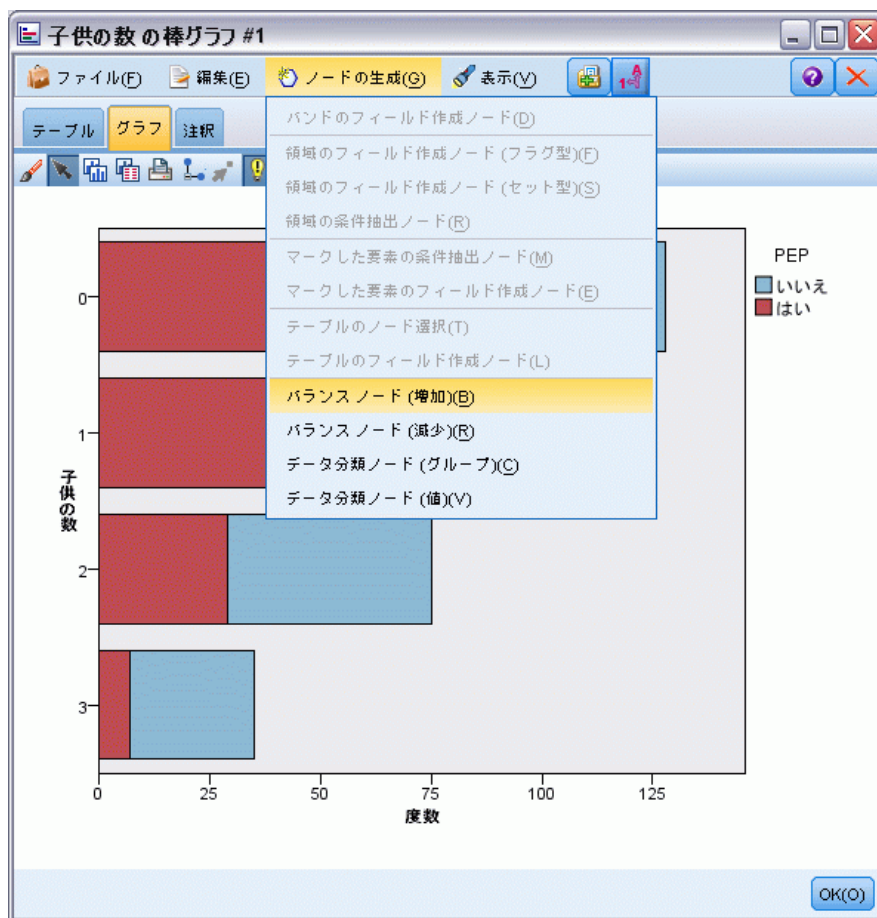 子供の数 の棒グラフ #1
ファイル(F) 編集(E) ノードの生成(G) 表示(V)
テーブル グラフ 注釈
バンドのフィールド作成ノード(D)
領域のフィールド作成ノード (フラグ型)(F)
領域のフィールド作成ノード (セット型)(S)
領域の条件抽出ノード(R)
マークした要素の条件抽出ノード(M)
マークした要素のフィールド作成ノード(E)
テーブルのノード選択(T)
テーブルのフィールド作成ノード(L)
バランス ノード (増加)(B)
バランス ノード (減少)(R)
データ分類ノード (グループ)(C)
データ分類ノード (値)(V)
PEP
いいえ
はい
子供の数
0
1
2
3
0 25 50 75 100 125
度数
OK(O)